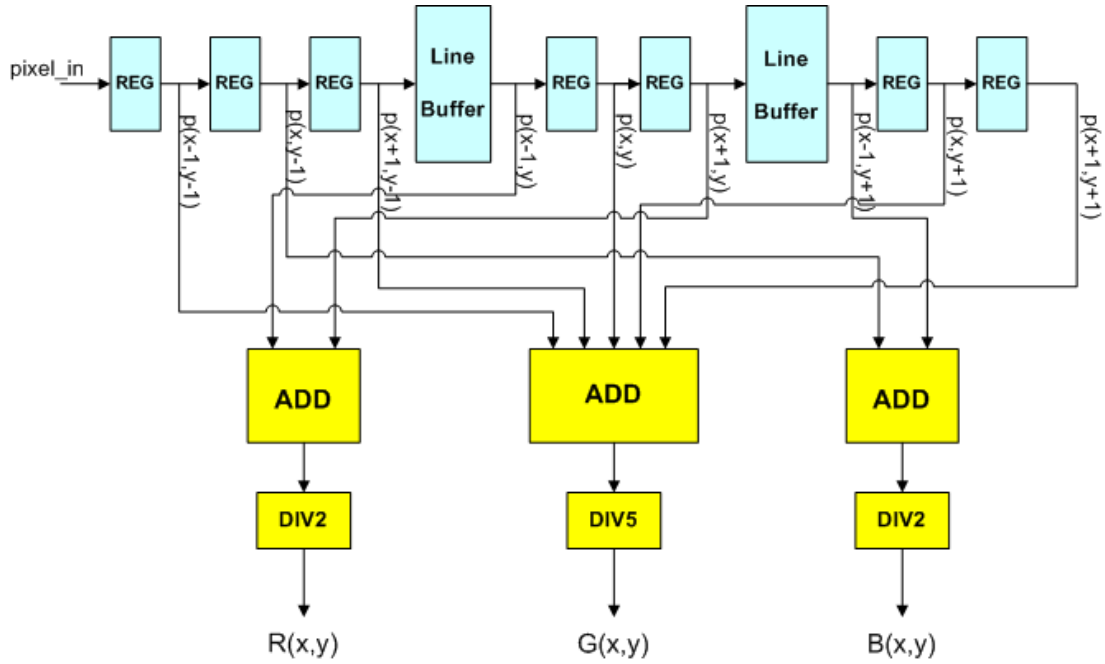 pixel_in
REG
REG
REG
Line
Buffer
REG
REG
Line
Buffer
REG
REG
p(x-1,y-1)
p(x,y-1)
p(x+1,y-1)
p(x-1,y)
p(x,y)
p(x+1,y)
p(x-1,y+1)
p(x,y+1)
p(x+1,y+1)
ADD
ADD
ADD
DIV2
DIV5
DIV2
R(x,y)
G(x,y)
B(x,y)